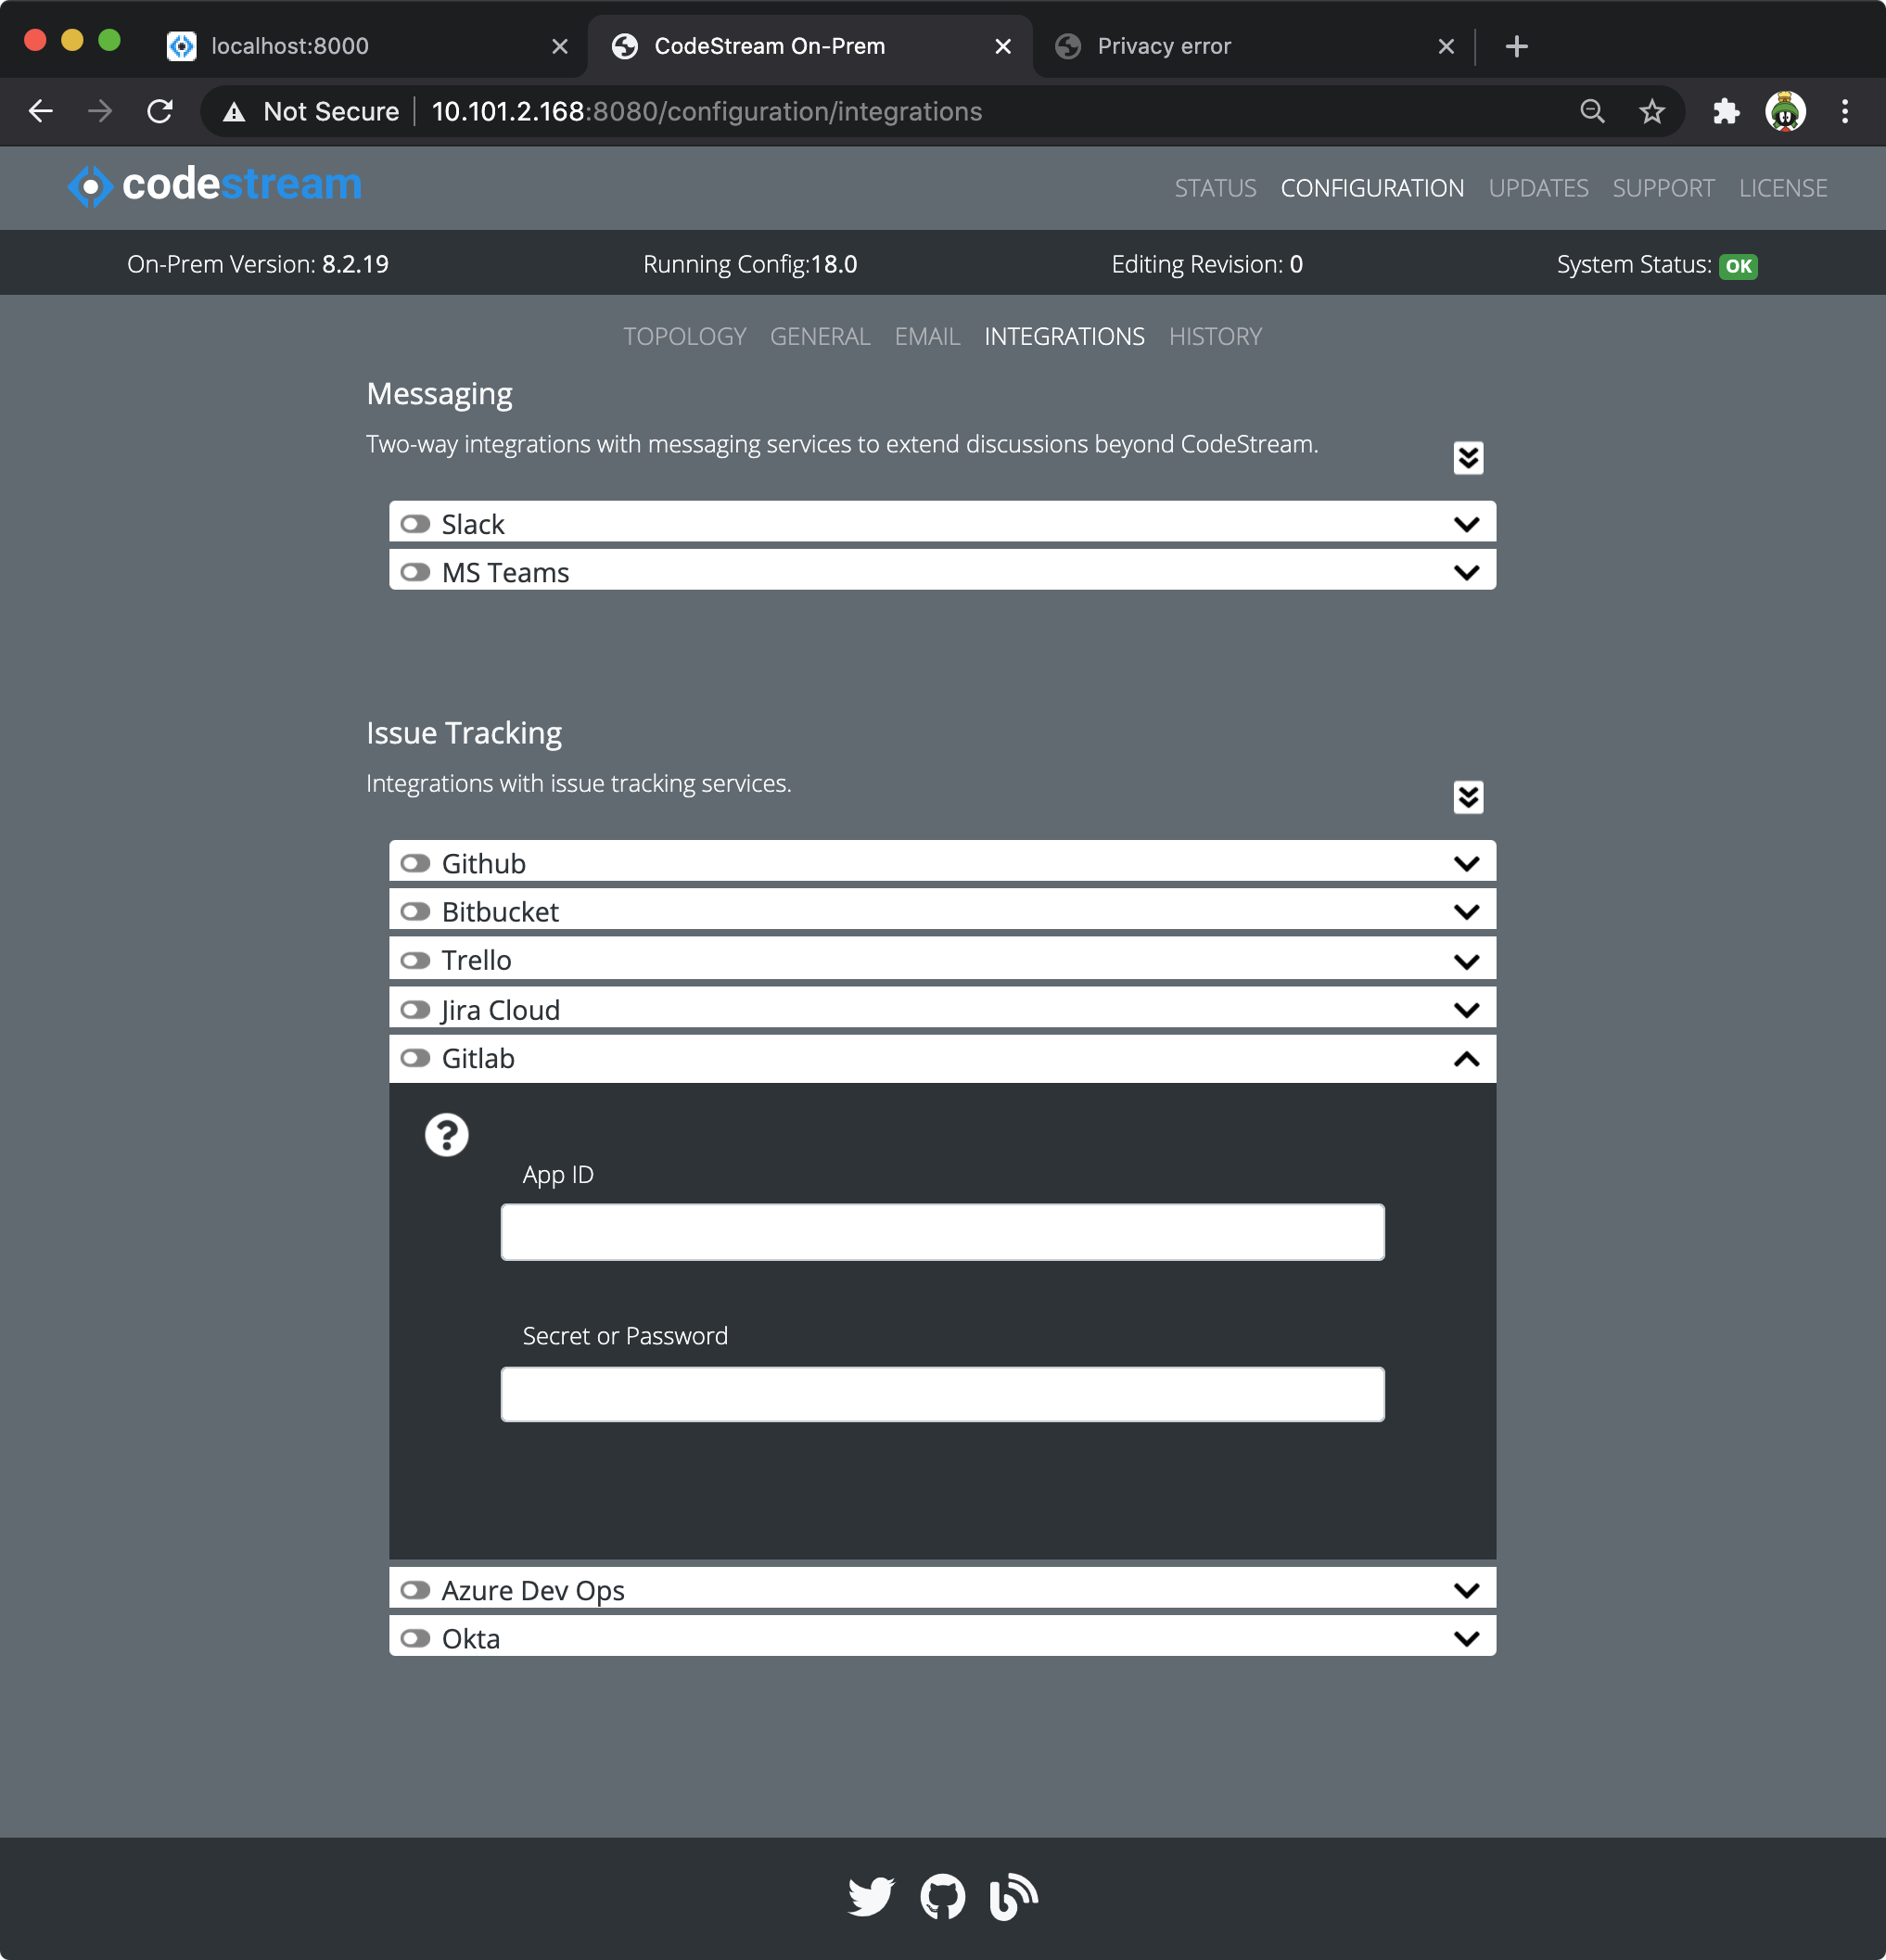 localhost:8000
CodeStream On-Prem
Privacy error
Not Secure
10.101.2.168:8080/configuration/integrations
codestream
STATUS CONFIGURATION UPDATES SUPPORT LICENSE
On-Prem Version: 8.2.19
Running Config:18.0
Editing Revision: 0
System Status: OK
TOPOLOGY GENERAL EMAIL INTEGRATIONS HISTORY
Messaging
Two-way integrations with messaging services to extend discussions beyond CodeStream.
Slack
MS Teams
Issue Tracking
Integrations with issue tracking services.
Github
Bitbucket
Trello
Jira Cloud
Gitlab
?
App ID
Secret or Password
Azure Dev Ops
Okta